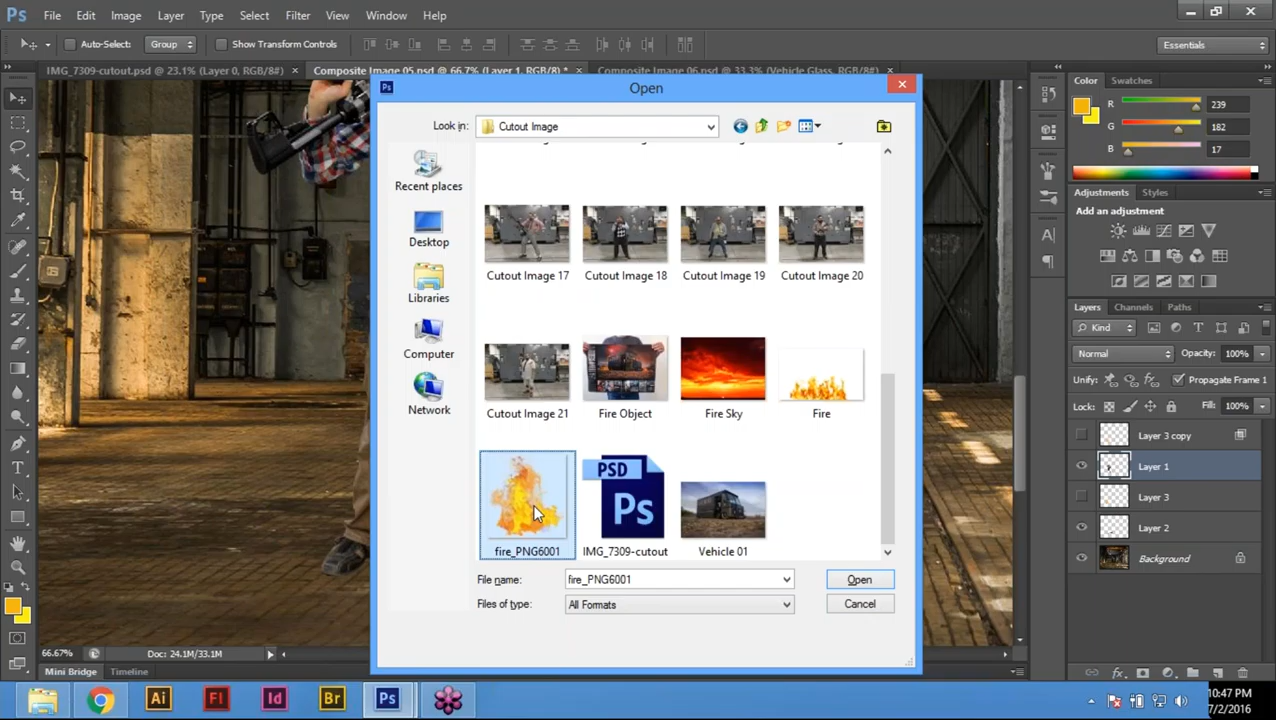 Ps File Edit Image Layer Type Select Filter View Window Help
Auto-Select: Group Show Transform Controls Essentials
IMG_7309-cutout.psd @ 23.1% (Layer 0, RGB/8#) × Composite Image 05.psd @ 66.7% (Layer 1, RGB/8) * × Composite Image 06.psd @ 33.3% (Vehicle Glass, RGB/8#) ×
Ps Open
Look in: Cutout Image
Recent places
Desktop
Libraries
Computer
Network
Cutout Image 17 Cutout Image 18 Cutout Image 19 Cutout Image 20
Cutout Image 21 Fire Object Fire Sky Fire
PSD
Ps
fire_PNG6001 IMG_7309-cutout Vehicle 01
File name: fire_PNG6001 Open
Files of type: All Formats Cancel
Color Swatches
R 239
G 182
B 17
Adjustments Styles
Add an adjustment
Layers Channels Paths
Kind
Normal Opacity: 100%
Unify: Propagate Frame 1
Lock: Fill: 100%
Layer 3 copy
Layer 1
Layer 3
Layer 2
Background
66.67% Doc: 24.1M/33.1M
Mini Bridge Timeline
Ai Fl Id Br Ps
10:47 PM
7/2/2016